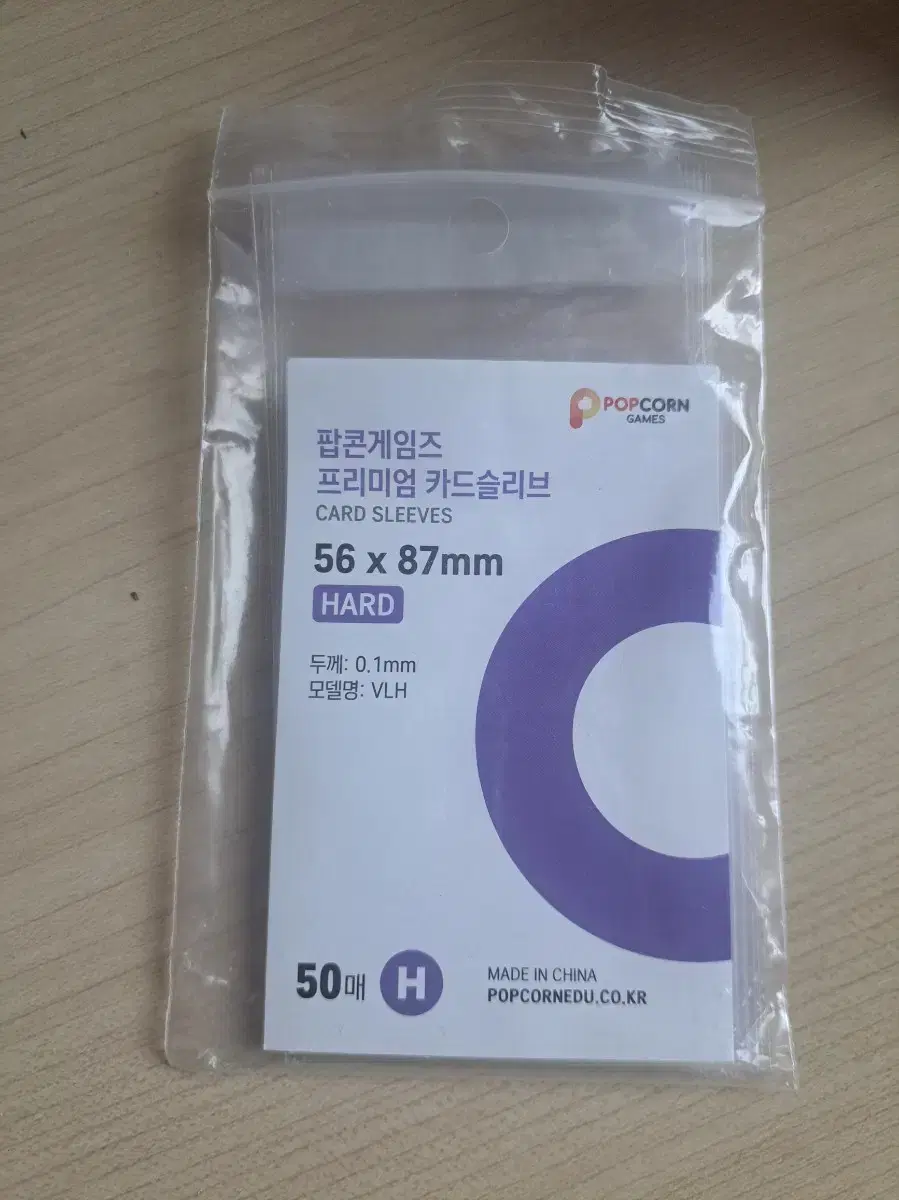 POPCORN
GAMES
팝콘게임즈
프리미엄 카드슬리브
CARD SLEEVES
56 x 87mm
HARD
두께: 0.1mm
모델명: VLH
50매 H
MADE IN CHINA
POPCORNEDU.CO.KR